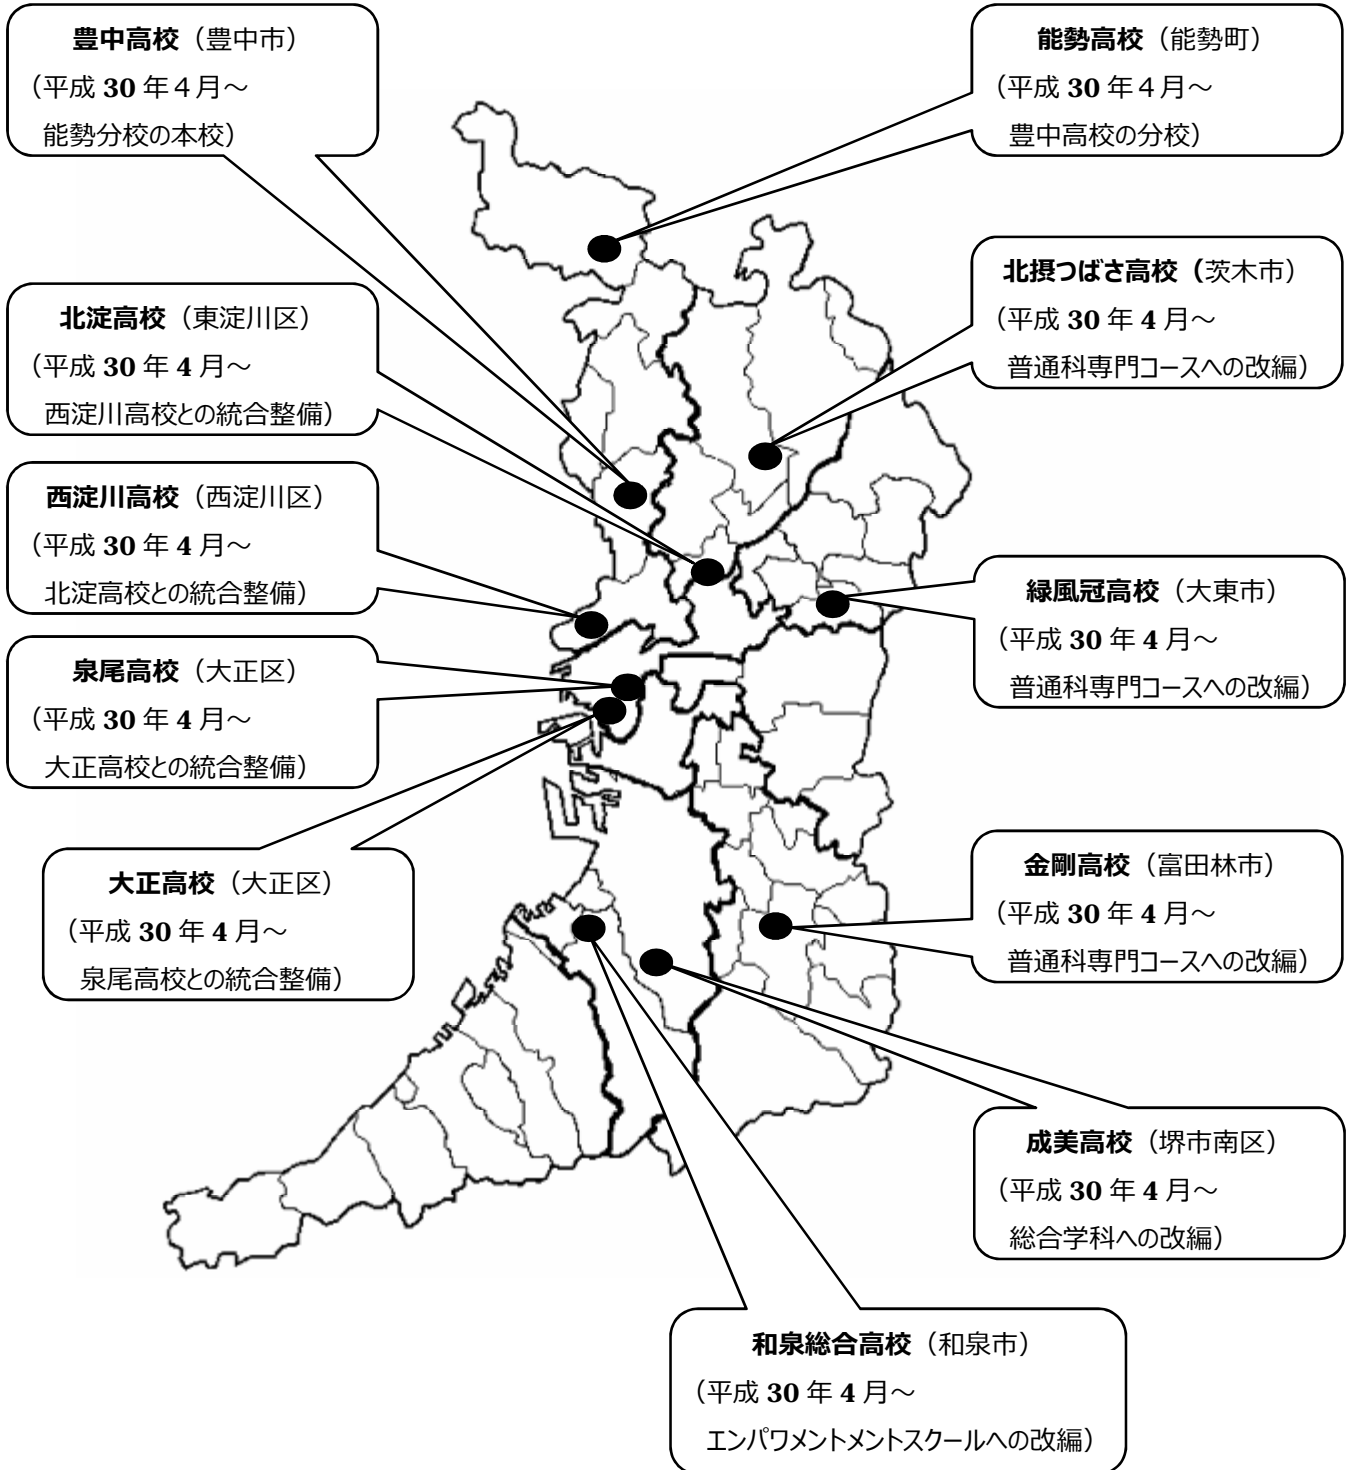 豊中高校（豊中市）
（平成 30 年４月～
能勢分校の本校）
能勢高校（能勢町）
（平成 30 年４月～
豊中高校の分校）
北淀高校（東淀川区）
（平成 30 年 4 月～
西淀川高校との統合整備）
北摂つばさ高校（茨木市）
（平成 30 年 4 月～
普通科専門コースへの改編）
西淀川高校（西淀川区）
（平成 30 年 4 月～
北淀高校との統合整備）
緑風冠高校（大東市）
（平成 30 年 4 月～
普通科専門コースへの改編）
泉尾高校（大正区）
（平成 30 年 4 月～
大正高校との統合整備）
大正高校（大正区）
（平成 30 年 4 月～
泉尾高校との統合整備）
金剛高校（富田林市）
（平成 30 年 4 月～
普通科専門コースへの改編）
成美高校（堺市南区）
（平成 30 年 4 月～
総合学科への改編）
和泉総合高校（和泉市）
（平成 30 年 4 月～
エンパワメントメントスクールへの改編）